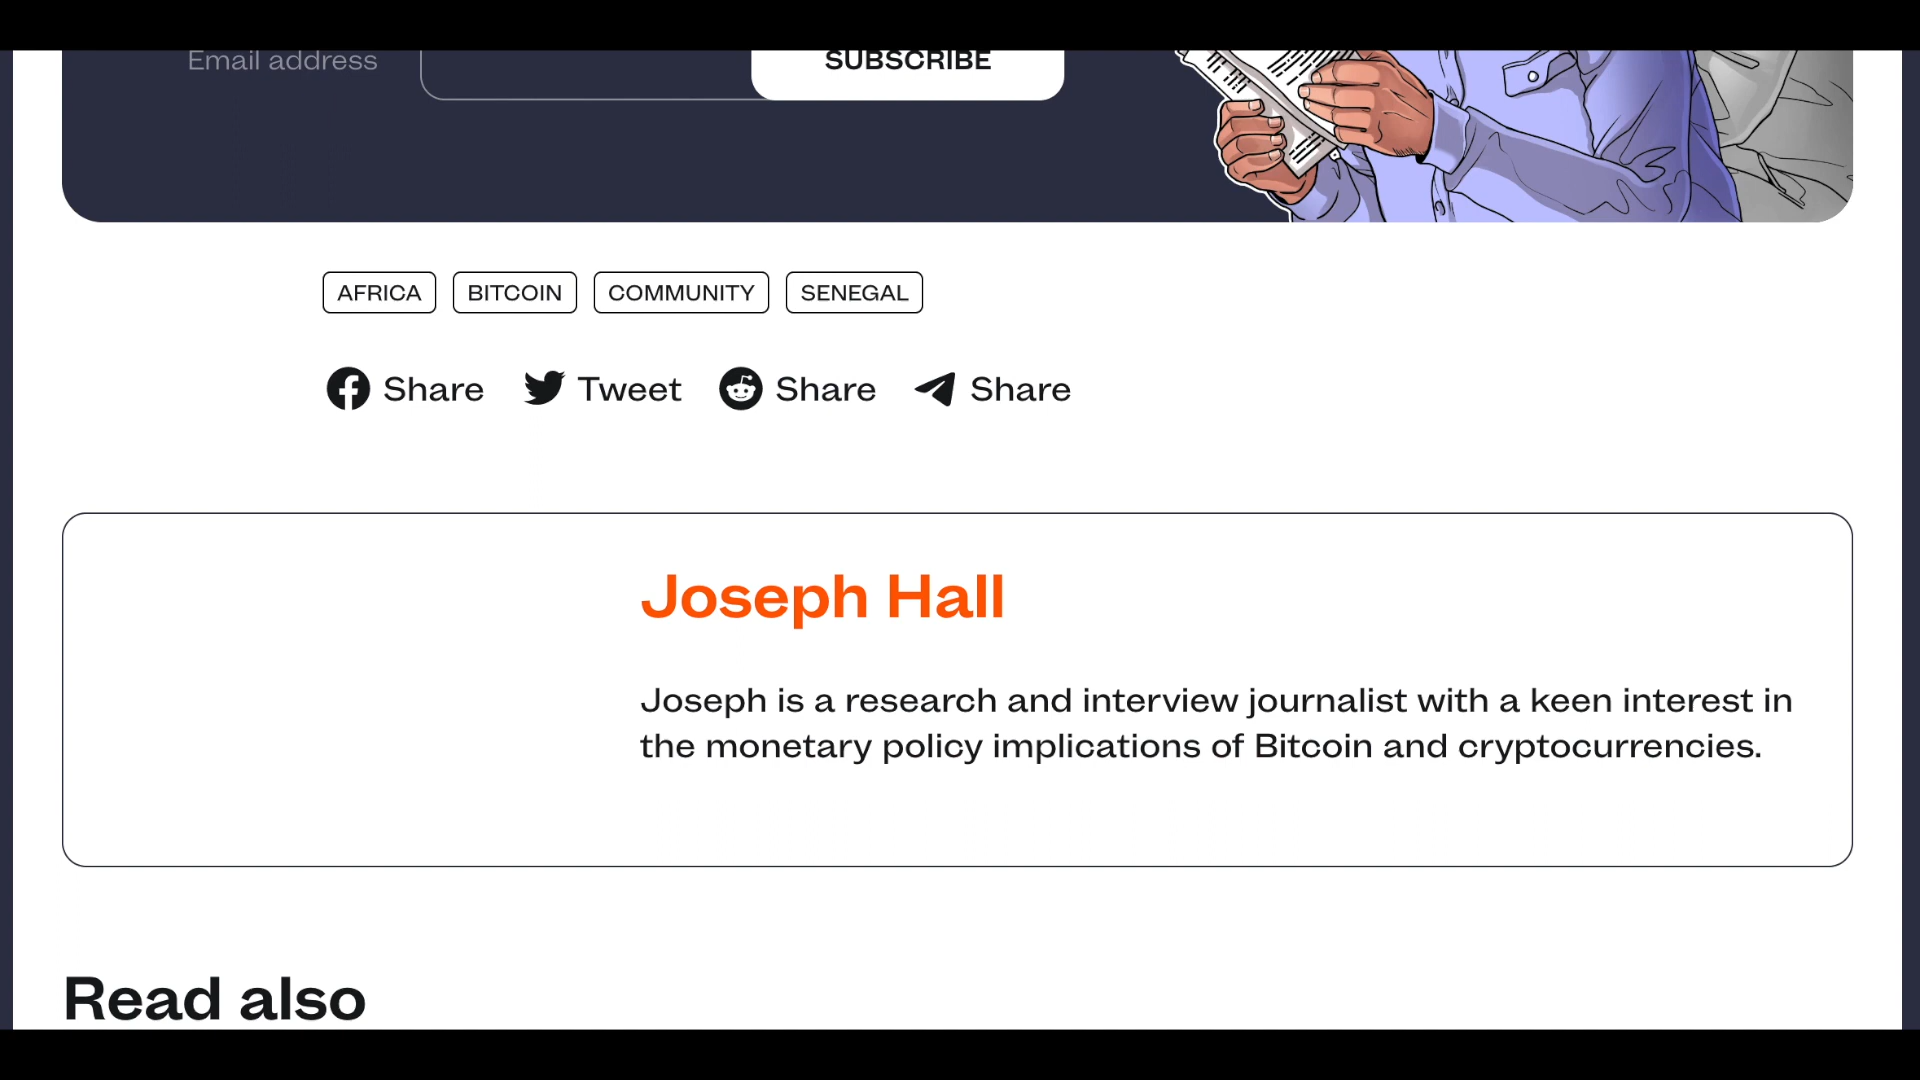 Email address
SUBSCRIBE
AFRICA BITCOIN COMMUNITY SENEGAL
Share Tweet Share Share
Joseph Hall
Joseph is a research and interview journalist with a keen interest in
the monetary policy implications of Bitcoin and cryptocurrencies.
Read also